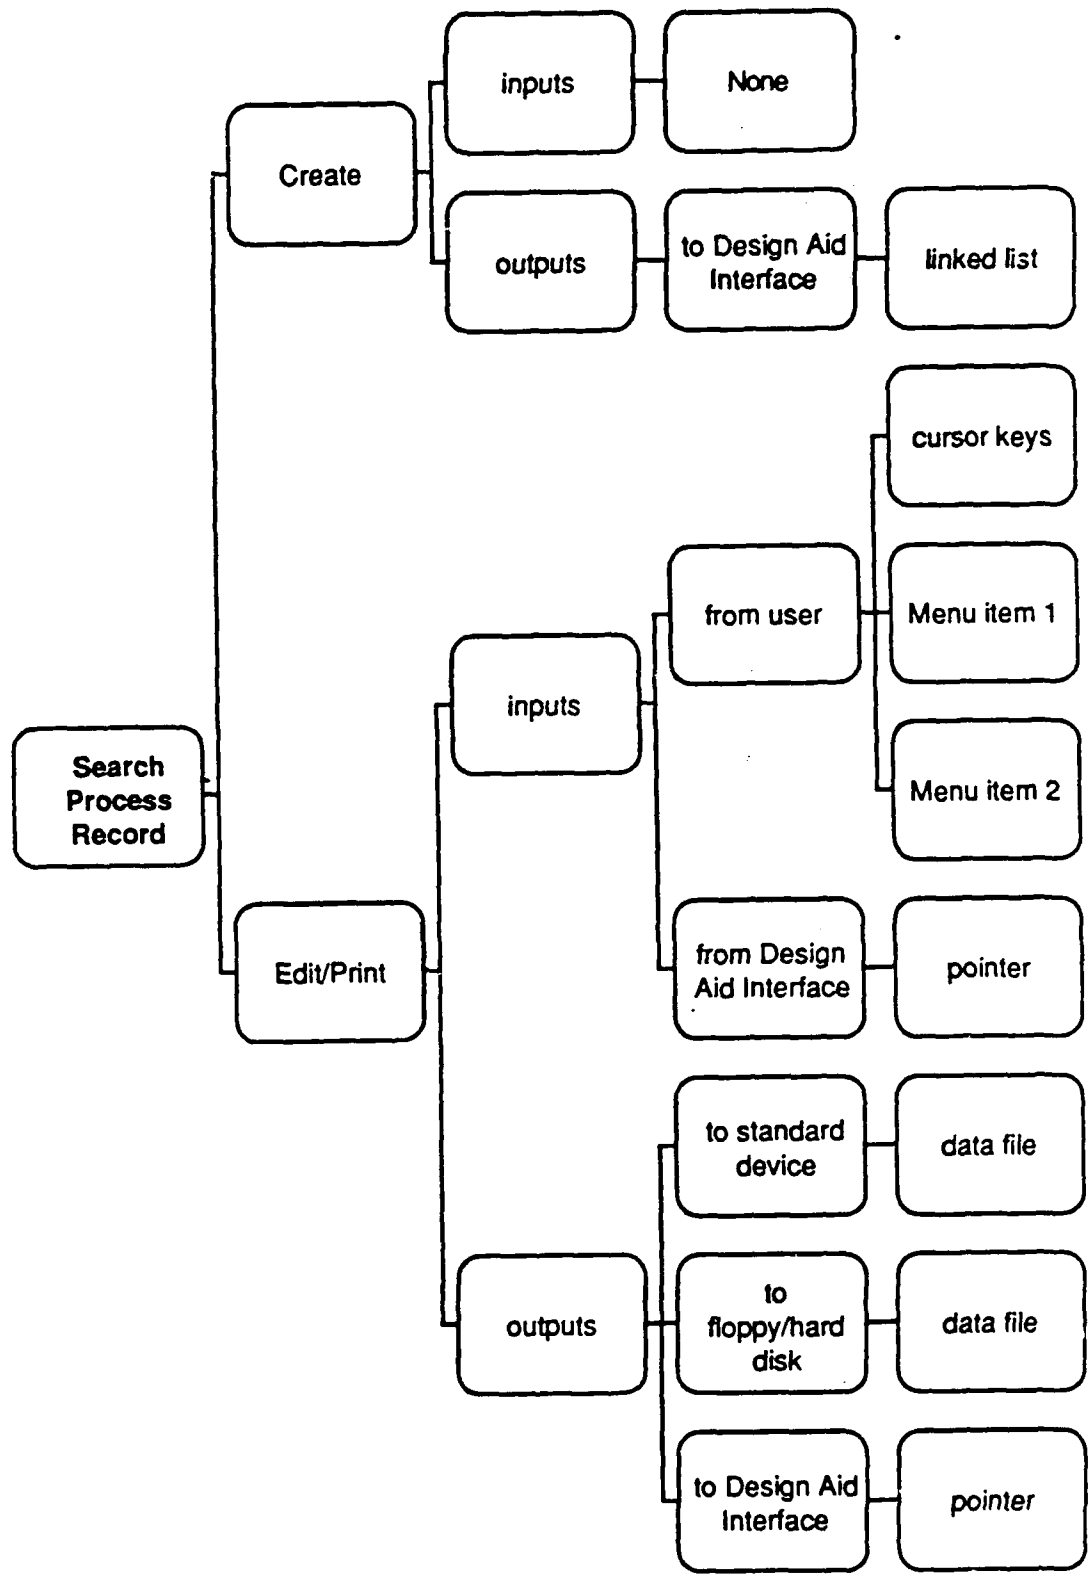 inputs
None
Create
outputs
to Design Aid
Interface
linked list
cursor keys
from user
Menu item 1
inputs
Menu item 2
Search
Process
Record
Edit/Print
from Design
Aid Interface
pointer
to standard
device
data file
outputs
to
floppy/hard
disk
data file
to Design Aid
Interface
pointer